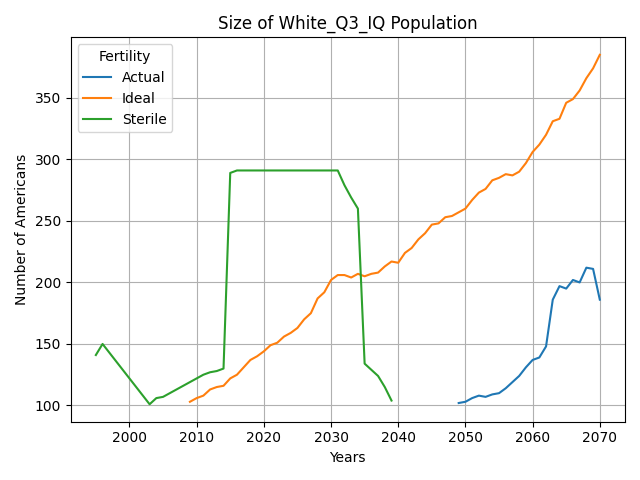 Size of White_Q3_IQ Population
Number of Americans
Fertility
Actual
Ideal
Sterile
350
300
250
200
150
100
2000 2010 2020 2030 2040 2050 2060 2070
Years